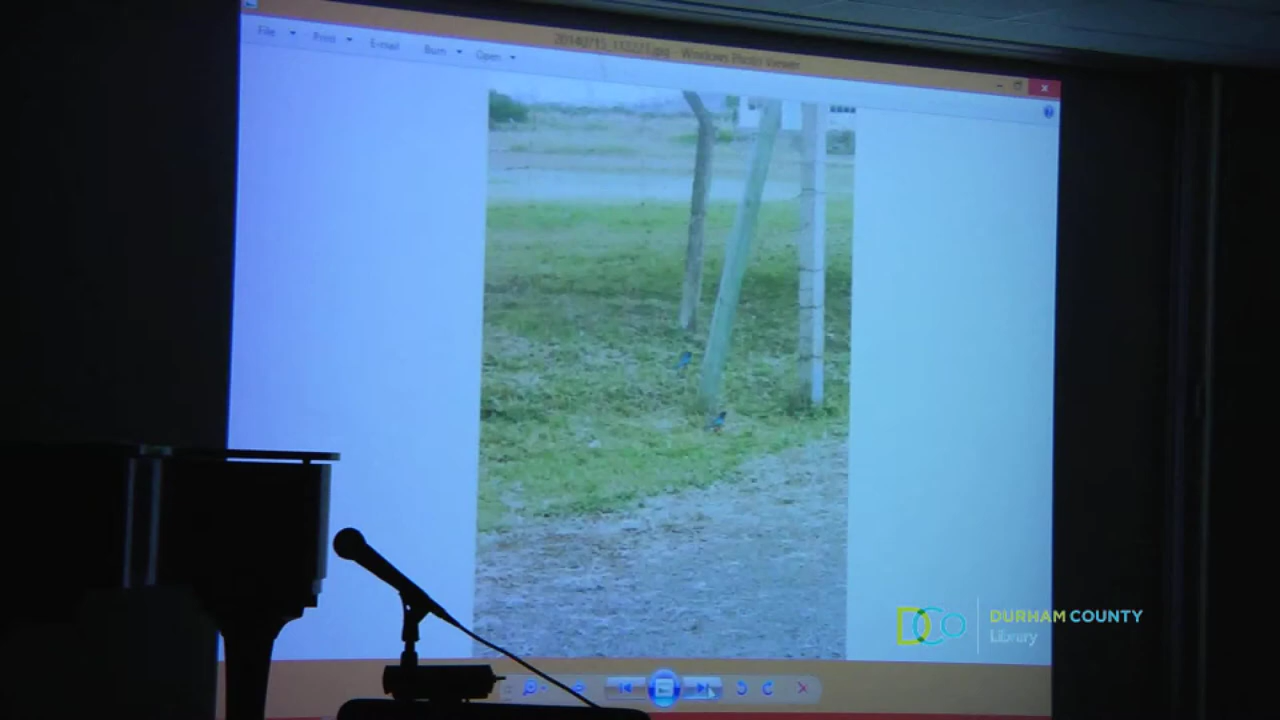 File Print E-mail Burn Open
Windows Photo Viewer
DCO DURHAM COUNTY
Library